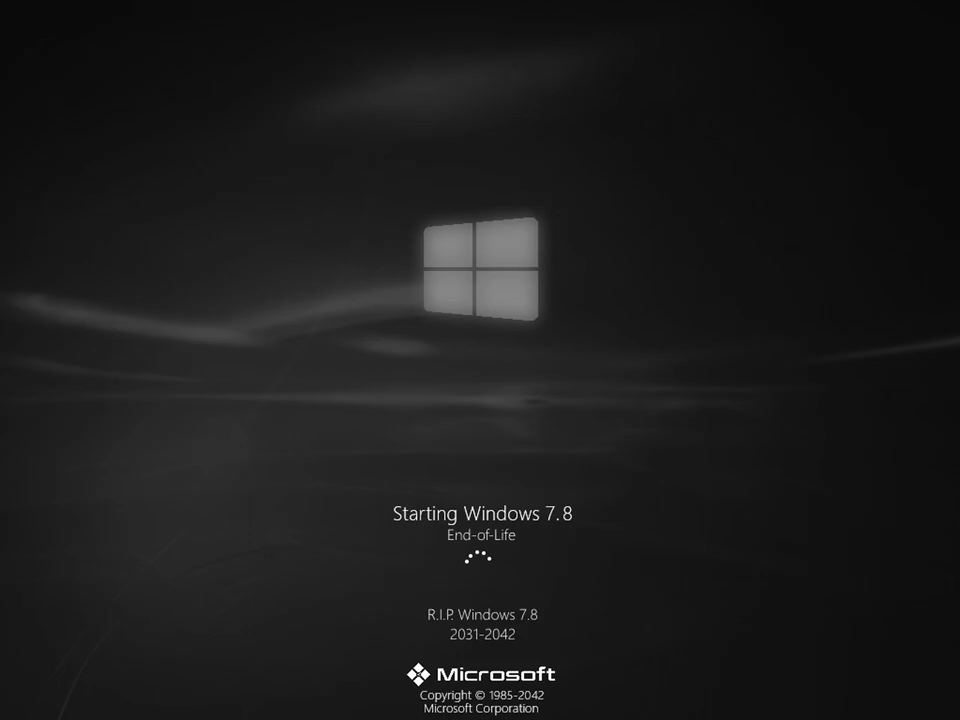 Starting Windows 7.8
End-of-Life
R.I.P. Windows 7.8
2031-2042
Microsoft
Copyright © 1985-2042
Microsoft Corporation